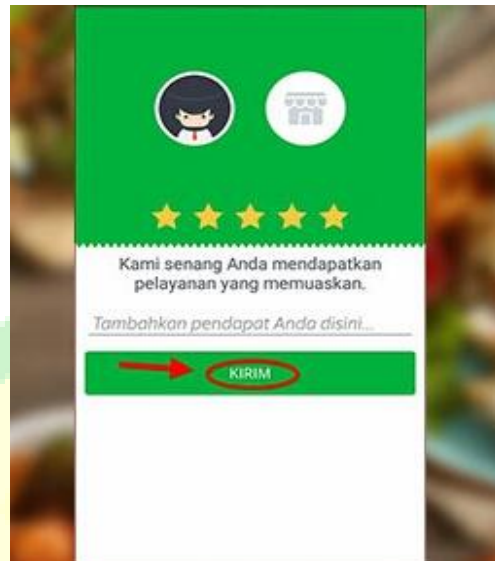 Kami senang Anda mendapatkan
pelayanan yang memuaskan.
Tambahkan pendapat Anda disini...
KIRIM